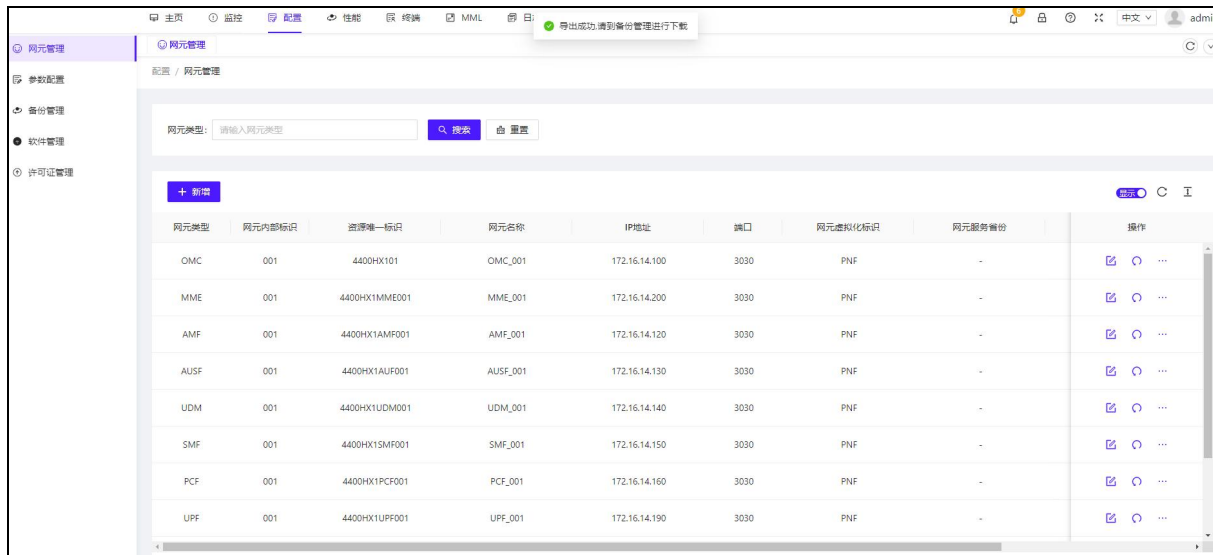 主页 监控 配置 性能 终端 MML 日 导出成功,请到备份管理进行下载 5 中文 admi
网元管理 网元管理
参数配置 配置 / 网元管理
备份管理
网元类型: 请输入网元类型 搜索 重置
软件管理
许可证管理
新增 显示
网元类型 网元内部标识 资源唯一标识 网元名称 IP地址 端口 网元虚拟化标识 网元服务省份 操作
OMC 001 4400HX101 OMC_001 172.16.14.100 3030 PNF - ...
MME 001 4400HX1MME001 MME_001 172.16.14.200 3030 PNF - ...
AMF 001 4400HX1AMF001 AMF_001 172.16.14.120 3030 PNF - ...
AUSF 001 4400HX1AUF001 AUSF_001 172.16.14.130 3030 PNF - ...
UDM 001 4400HX1UDM001 UDM_001 172.16.14.140 3030 PNF - ...
SMF 001 4400HX1SMF001 SMF_001 172.16.14.150 3030 PNF - ...
PCF 001 4400HX1PCF001 PCF_001 172.16.14.160 3030 PNF - ...
UPF 001 4400HX1UPF001 UPF_001 172.16.14.190 3030 PNF - ...